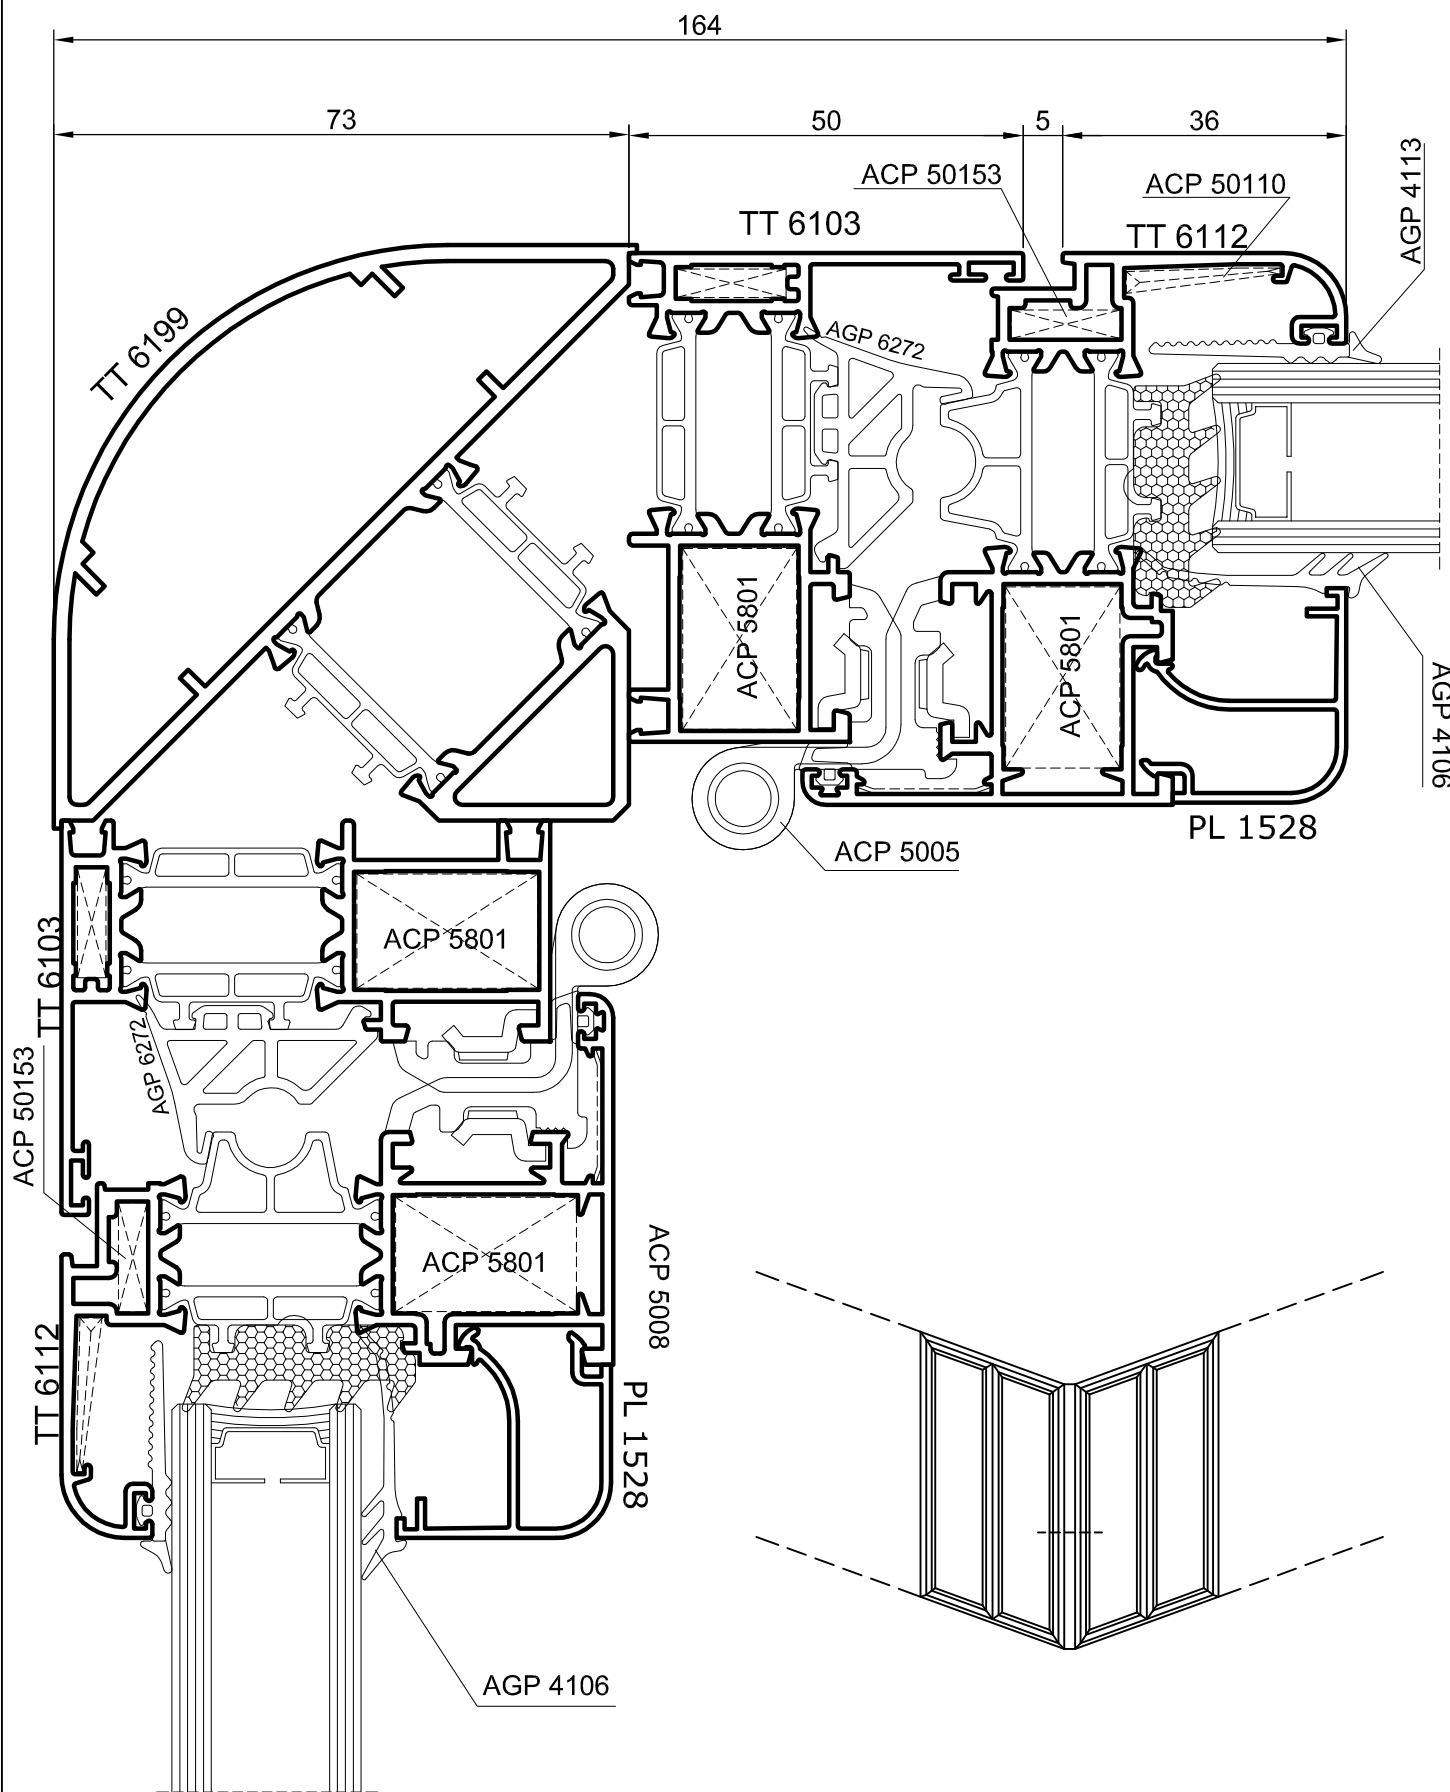 164
73
50
5
36
ACP 50153
ACP 50110
AGP 4113
TT 6103
TT 6112
TT 6199
AGP 6272
ACP 5801
ACP 5801
AGP 4106
PL 1528
ACP 5005
TT 6103
ACP 5801
AGP 6272
ACP 50153
ACP 5801
ACP 5008
TT 6112
PL 1528
AGP 4106